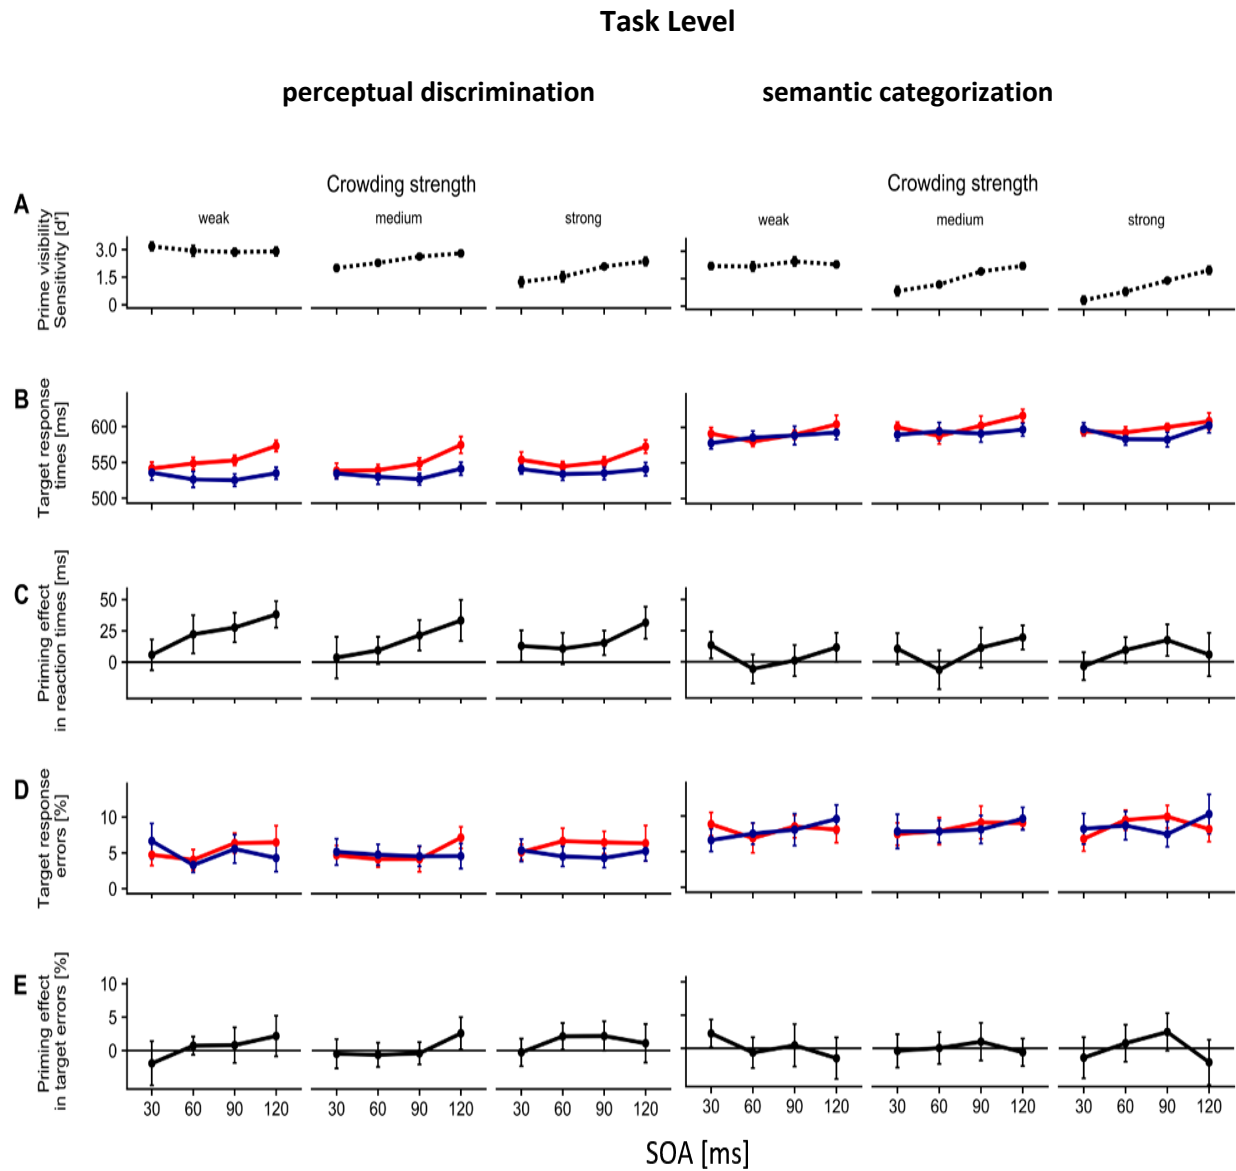 Task Level
perceptual discrimination semantic categorization
Crowding strength Crowding strength
A
weak medium strong weak medium strong
Prime visibility
Sensitivity [d']
3.0
1.5
0
B
Target response
times [ms]
600
550
500
C
Priming effect
in reaction times [ms]
50
25
0
D
Target response
errors [%]
10
5
0
E
Priming effect
in target errors [%]
10
5
0
30 60 90 120 30 60 90 120 30 60 90 120 30 60 90 120 30 60 90 120 30 60 90 120
SOA [ms]